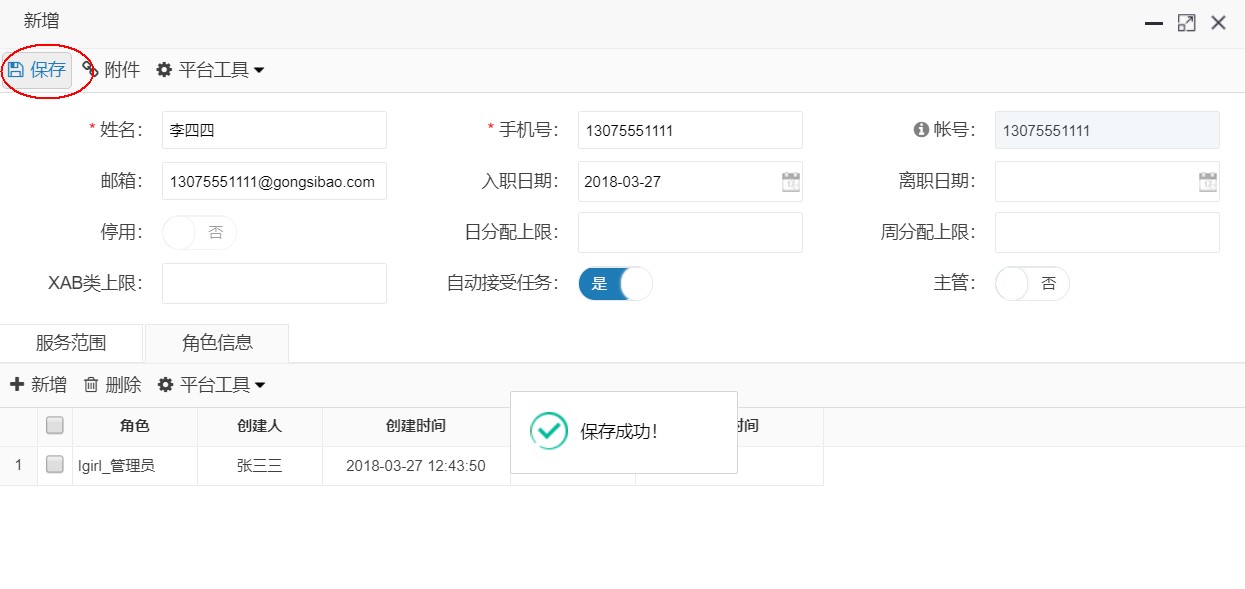 新增
保存 附件 平台工具
* 姓名: 李四四 * 手机号: 13075551111 帐号: 13075551111
邮箱: 13075551111@gongsibao.com 入职日期: 2018-03-27 离职日期:
停用: 否 日分配上限: 周分配上限:
XAB类上限: 自动接受任务: 是 主管: 否
服务范围 角色信息
新增 删除 平台工具
角色 创建人 创建时间 时间
1 Igirl_管理员 张三三 2018-03-27 12:43:50
保存成功!